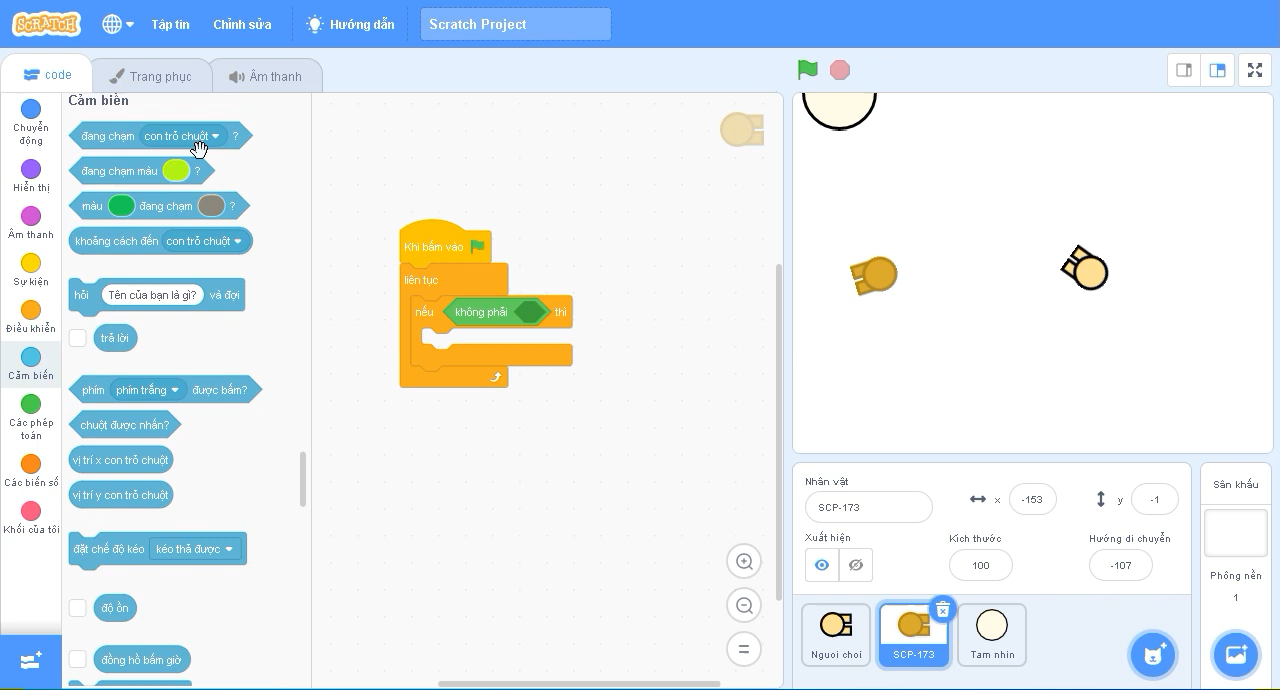 SCRATCH
Tập tin
Chỉnh sửa
Hướng dẫn
Scratch Project
code
Trang phục
Âm thanh
Chuyển động
Hiển thị
Âm thanh
Sự kiện
Điều khiển
Cảm biến
Các phép toán
Các biến số
Khối của tôi
Cảm biến
đang chạm con trỏ chuột ?
đang chạm màu ?
màu đang chạm ?
khoảng cách đến con trỏ chuột
hỏi Tên của bạn là gì? và đợi
trả lời
phím phím trắng được bấm?
chuột được nhấn?
vị trí x con trỏ chuột
vị trí y con trỏ chuột
đặt chế độ kéo kéo thả được
độ ồn
đồng hồ bấm giờ
Khi bấm vào
liên tục
nếu không phải thì
Nhân vật
SCP-173
x -153
y -1
Xuất hiện
Kích thước
100
Hướng di chuyển
-107
Nguoi choi
SCP-173
Tam nhin
Sân khấu
Phông nền
1